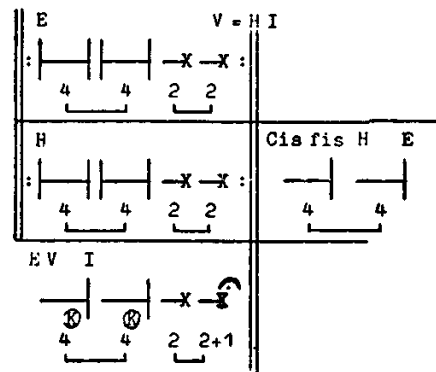 E V = H I
: X X :
4 4 2 2
H Cis fis H E
: X X :
4 4 2 2 4 4
E V I
X
K K
4 4 2 2+1